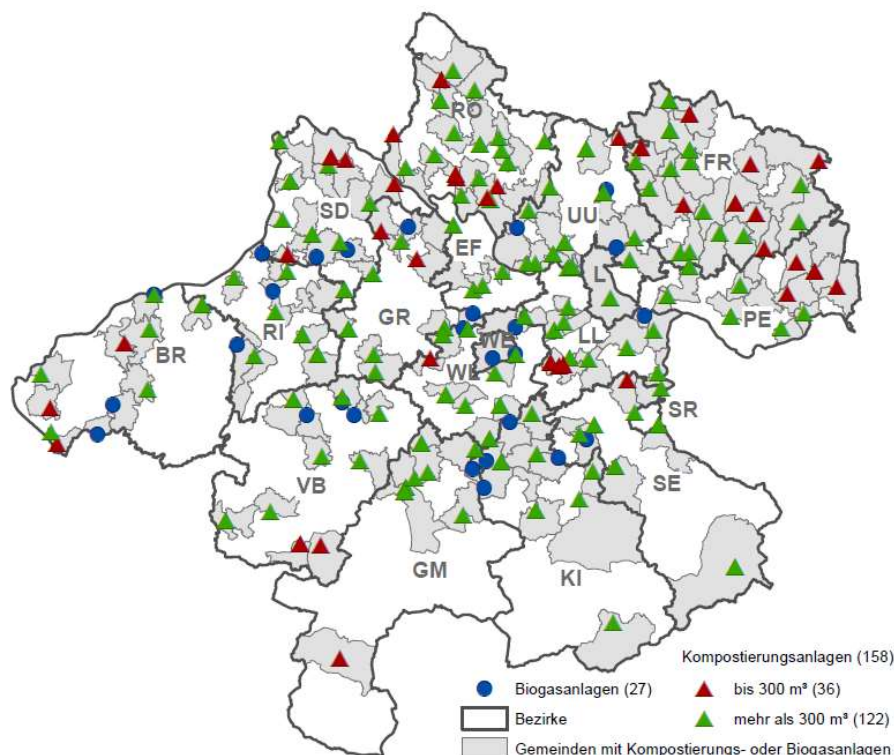 RO
FR
SD
UU
EF
L
PE
RI
GR
BR
WE
LL
WL
SR
VB
SE
GM
KI
Kompostierungsanlagen (158)
Biogasanlagen (27)
bis 300 m³ (36)
Bezirke
mehr als 300 m³ (122)
Gemeinden mit Kompostierungs- oder Biogasanlagen